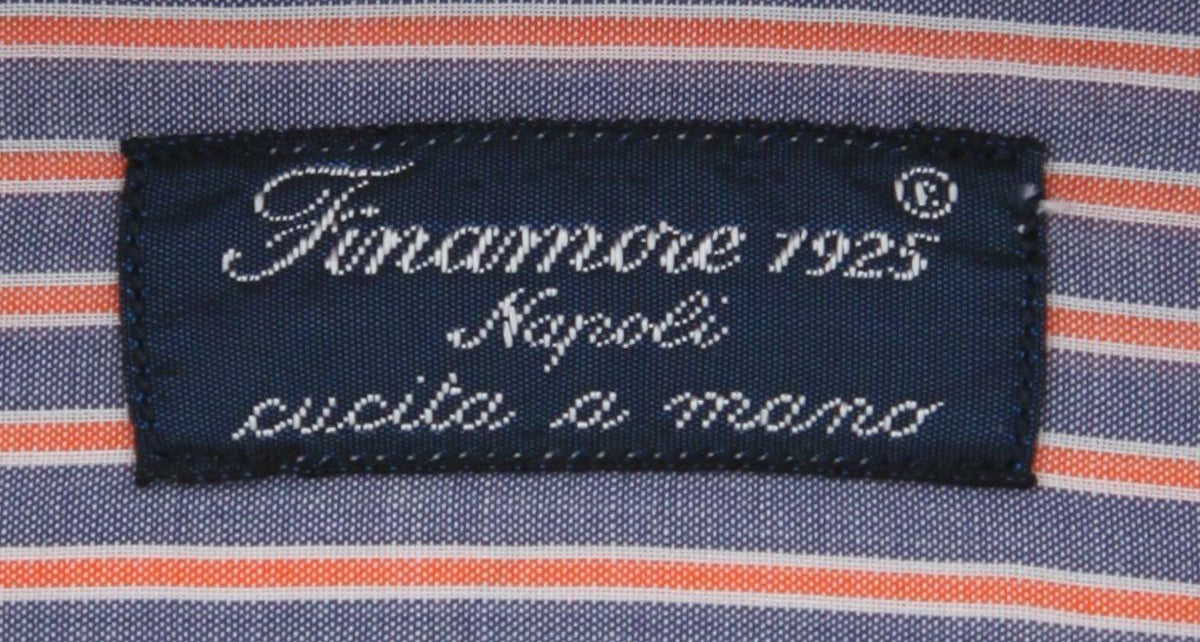 Finamore 1925 ®
Napoli
cucita a mano